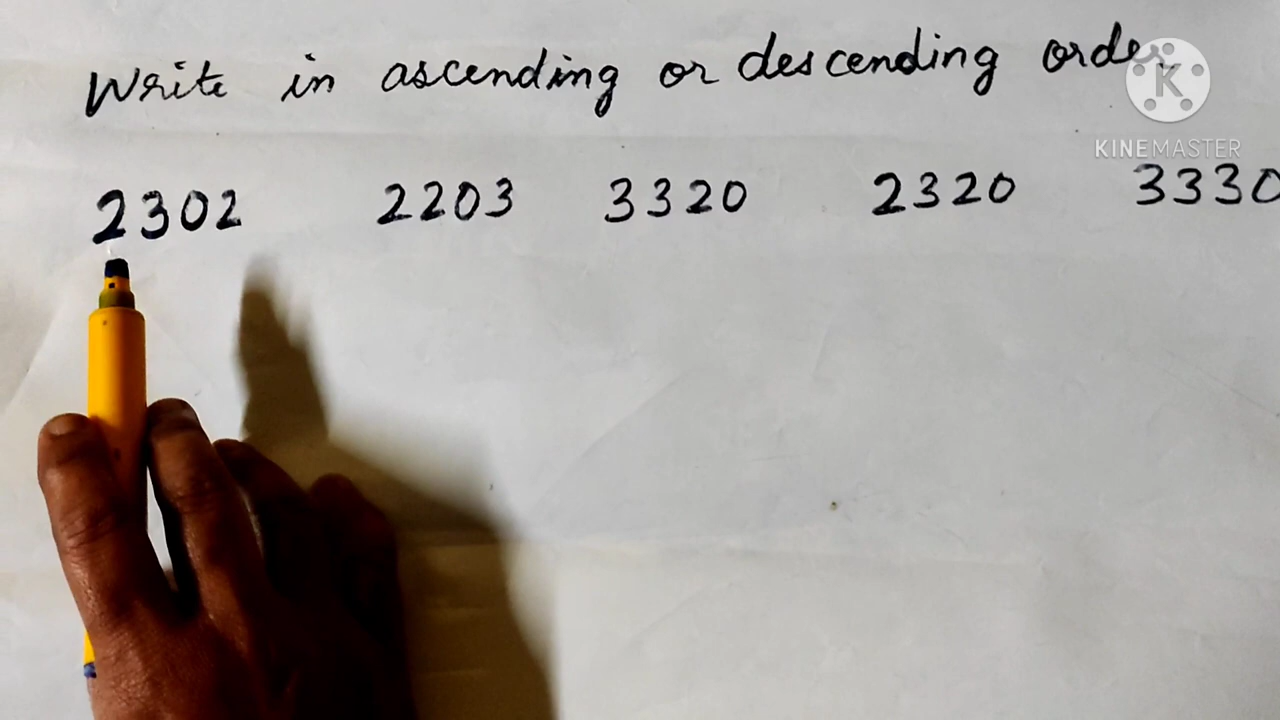 Write in ascending or descending order
K
KINEMASTER
2302 2203 3320 2320 3330